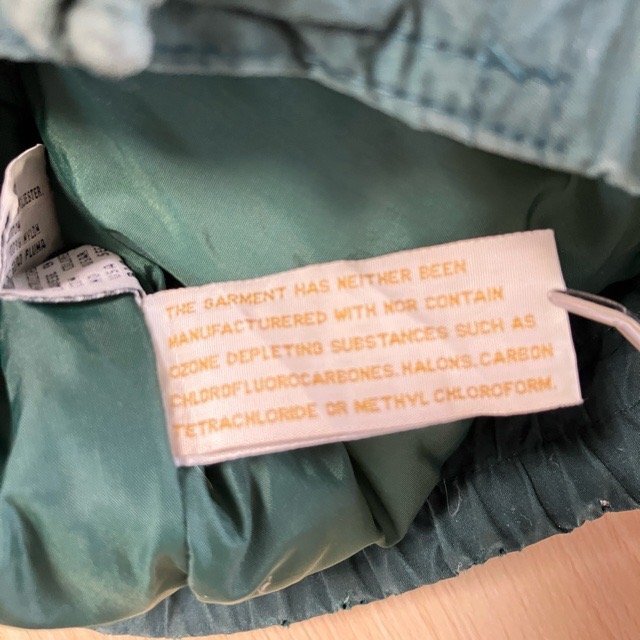 THE GARMENT HAS NEITHER BEEN
MANUFACTURERED WITH NOR CONTAIN
OZONE DEPLETING SUBSTANCES SUCH AS
CHLOROFLUOROCARBONES, HALONS, CARBON
TETRACHLORIDE OR METHYL CHLOROFORM.